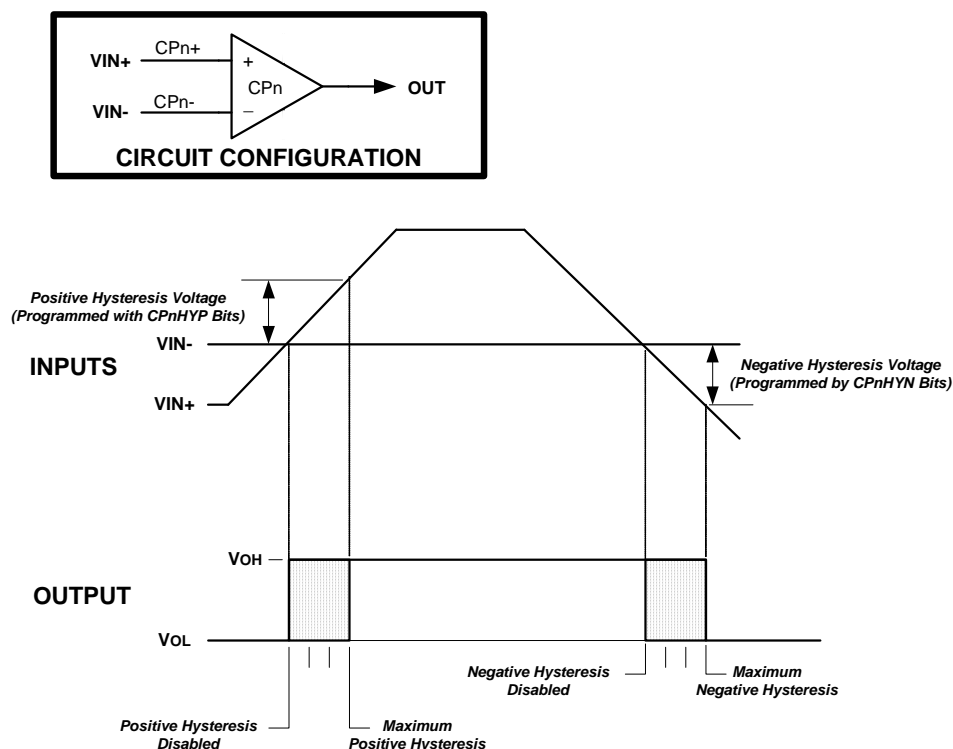 VIN+
CPn+
+
CPn
OUT
VIN-
CPn-
–
CIRCUIT CONFIGURATION
Positive Hysteresis Voltage
(Programmed with CPnHYP Bits)
VIN-
INPUTS
Negative Hysteresis Voltage
(Programmed by CPnHYN Bits)
VIN+
VOH
OUTPUT
VOL
Negative Hysteresis
Disabled
Maximum
Negative Hysteresis
Positive Hysteresis
Disabled
Maximum
Positive Hysteresis